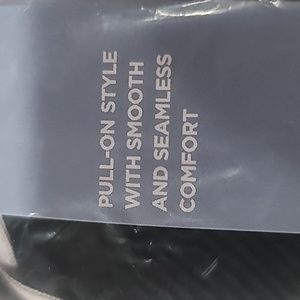 PULL-ON STYLE
WITH SMOOTH
AND SEAMLESS
COMFORT